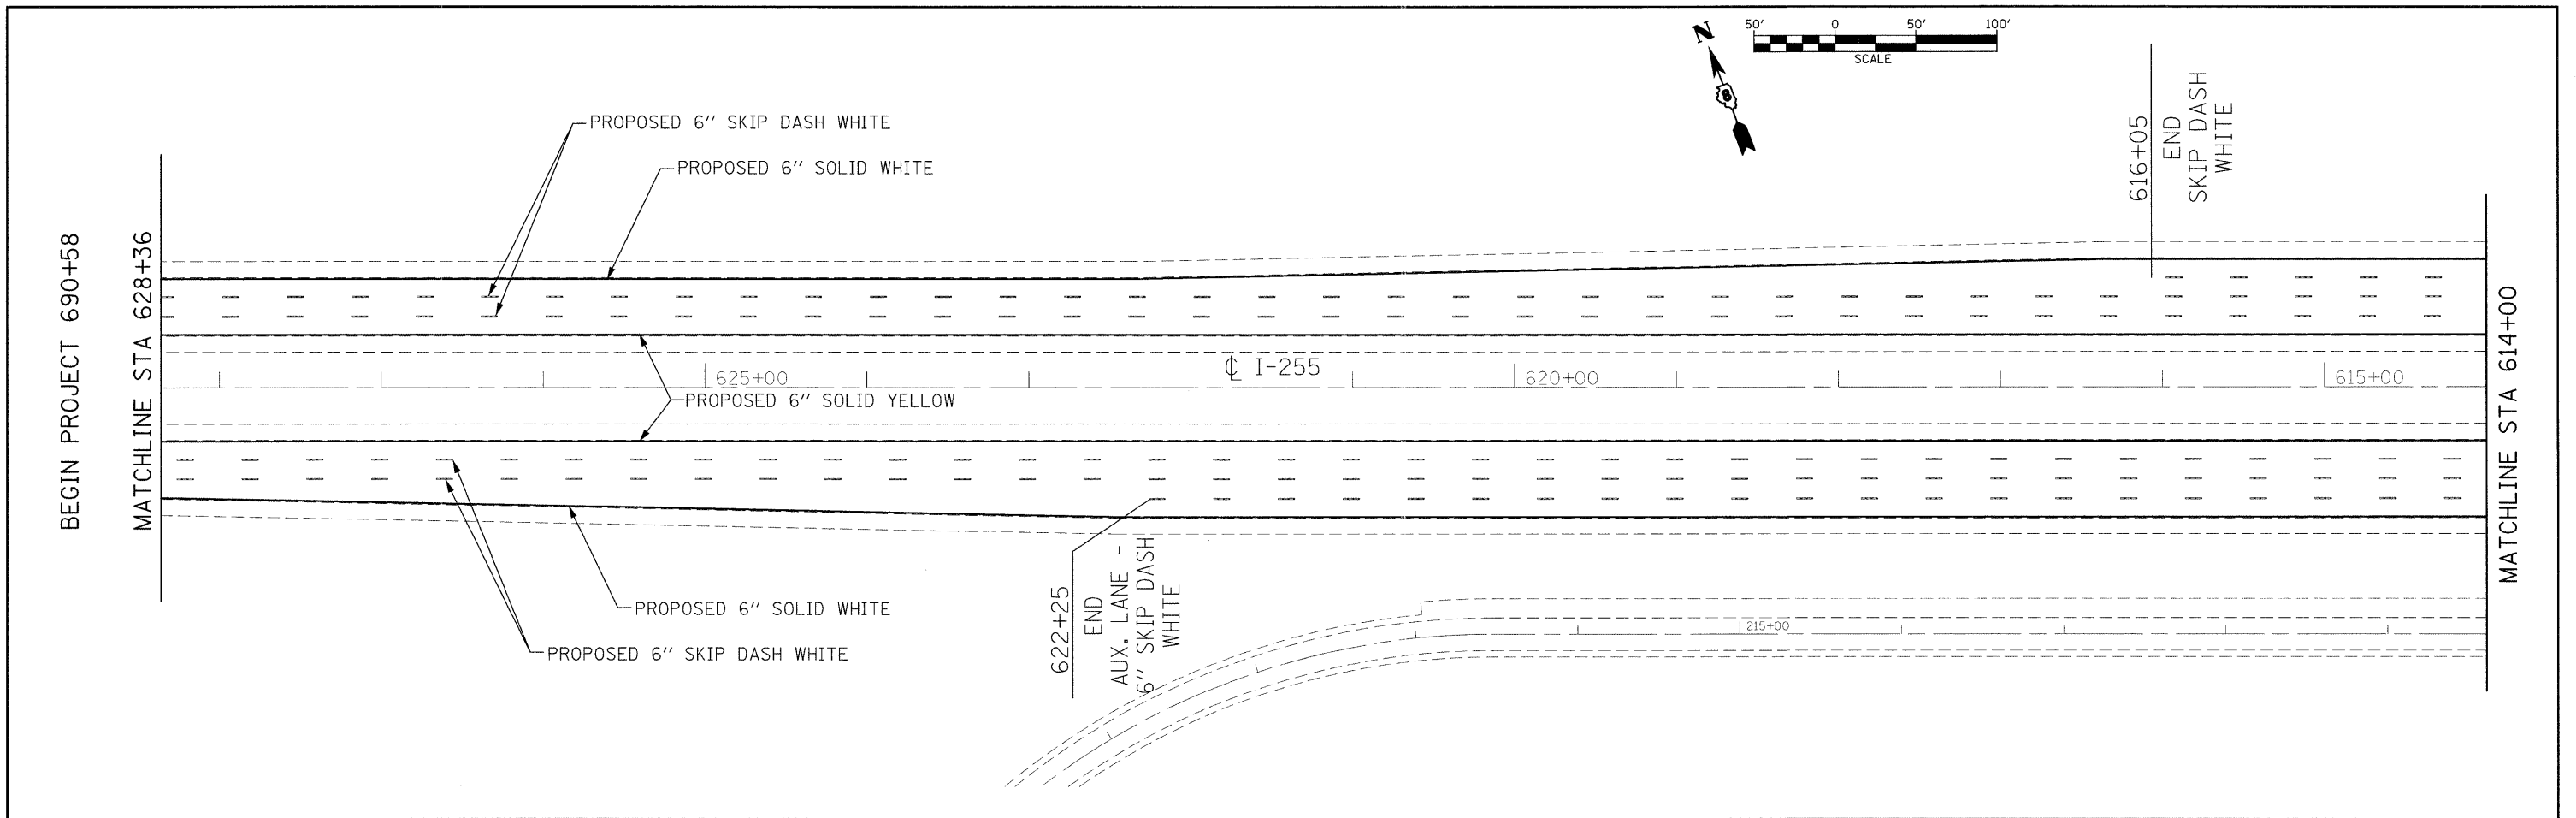 50'
0
50'
100'
SCALE
N
8
616+05
END
SKIP DASH
WHITE
PROPOSED 6" SKIP DASH WHITE
PROPOSED 6" SOLID WHITE
BEGIN PROJECT 690+58
MATCHLINE STA 628+36
℄ I-255
625+00
620+00
615+00
PROPOSED 6" SOLID YELLOW
MATCHLINE STA 614+00
622+25
END
AUX. LANE -
6" SKIP DASH
WHITE
PROPOSED 6" SOLID WHITE
PROPOSED 6" SKIP DASH WHITE
215+00